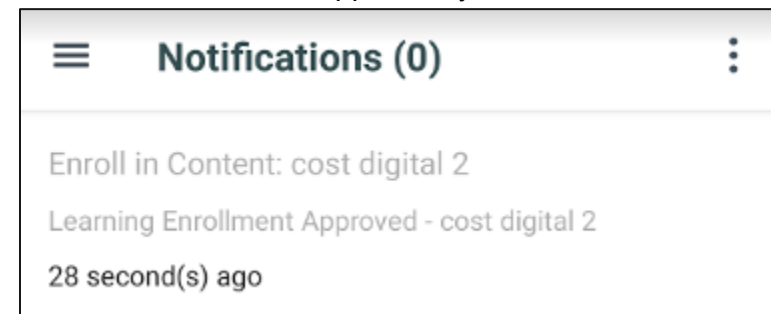 Notifications (0)
Enroll in Content: cost digital 2
Learning Enrollment Approved - cost digital 2
28 second(s) ago